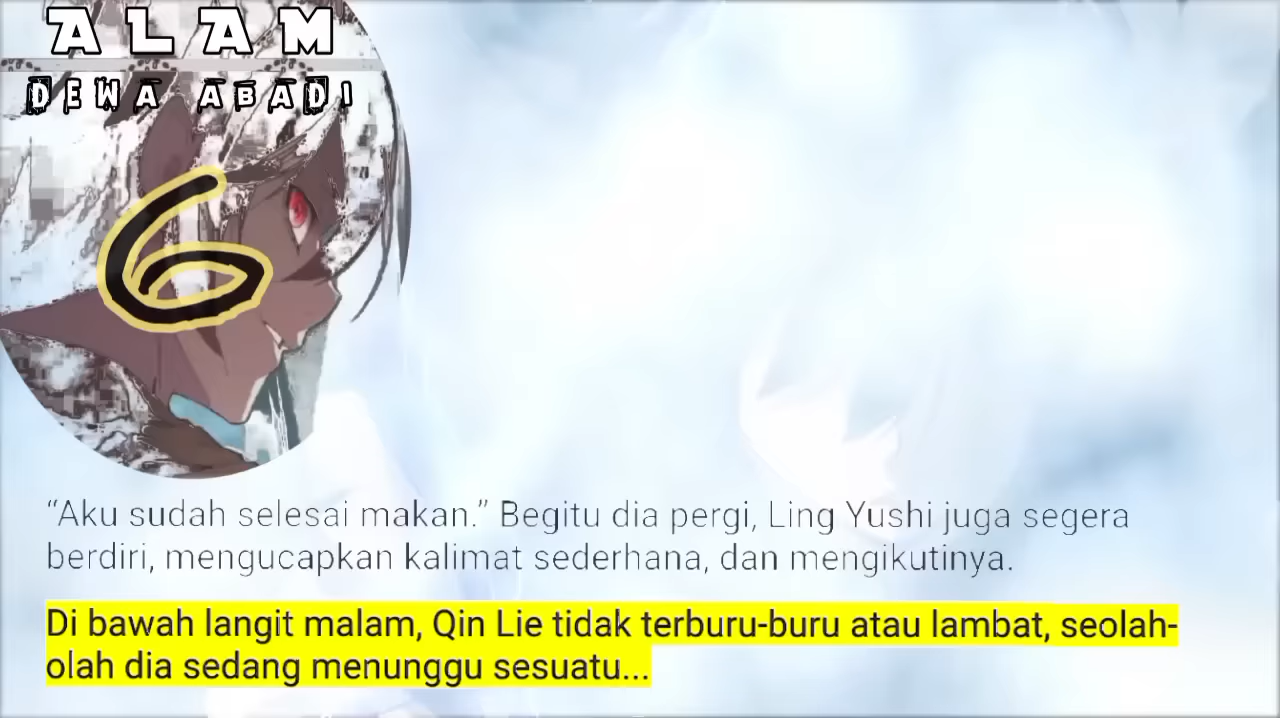 ALAM
DEWA ABADI
6
“Aku sudah selesai makan.” Begitu dia pergi, Ling Yushi juga segera
berdiri, mengucapkan kalimat sederhana, dan mengikutinya.
Di bawah langit malam, Qin Lie tidak terburu-buru atau lambat, seolah-
olah dia sedang menunggu sesuatu...